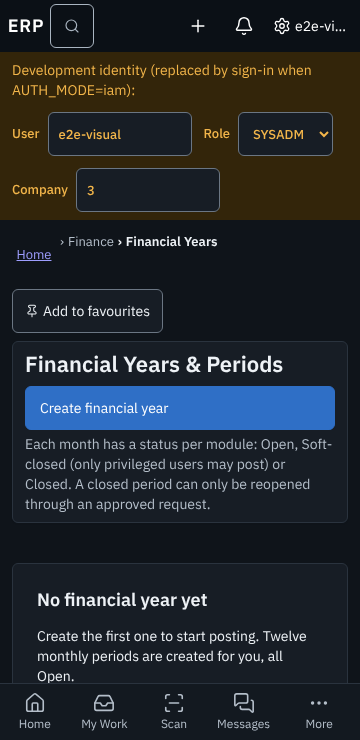 ERP
e2e-vi...
Development identity (replaced by sign-in when
AUTH_MODE=iam):
User e2e-visual Role SYSADM
Company 3
Home › Finance › Financial Years
Add to favourites
Financial Years & Periods
Create financial year
Each month has a status per module: Open, Soft-
closed (only privileged users may post) or
Closed. A closed period can only be reopened
through an approved request.
No financial year yet
Create the first one to start posting. Twelve
monthly periods are created for you, all
Open.
Home My Work Scan Messages More